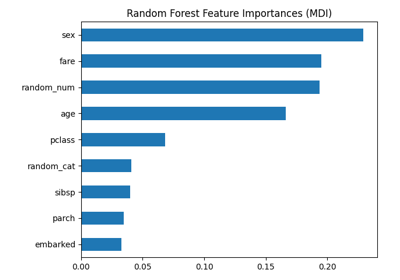 Random Forest Feature Importances (MDI)
sex
fare
random_num
age
pclass
random_cat
sibsp
parch
embarked
0.00 0.05 0.10 0.15 0.20